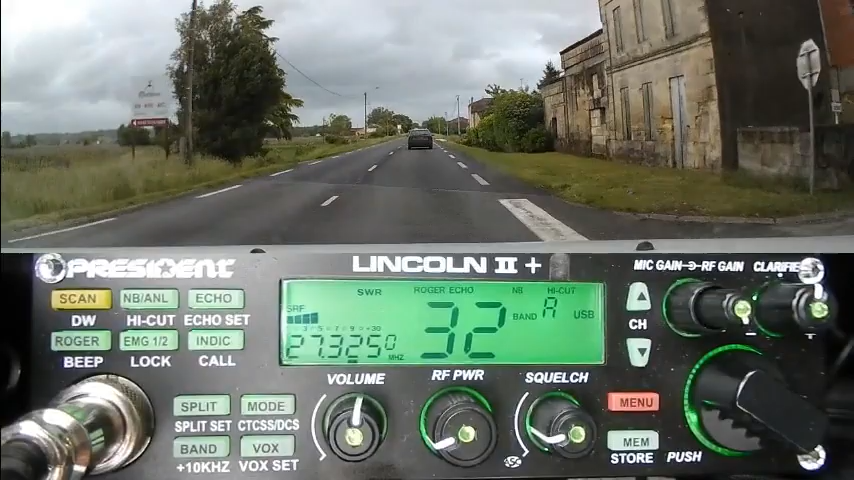 PRESIDENT
LINCOLN II +
MIC GAIN RF GAIN CLARIFIER
SCAN
NB/ANL
ECHO
DW
HI-CUT
ECHO SET
ROGER
EMG 1/2
INDIC
BEEP
LOCK
CALL
SPLIT
MODE
SPLIT SET
CTCSS/DCS
BAND
VOX
+10KHZ
VOX SET
SWR
ROGER ECHO
NB
HI-CUT
SRF
32
BAND A
USB
27.3250 MHZ
VOLUME
RF PWR
SQUELCH
ASC
CH
MENU
MEM
STORE
PUSH